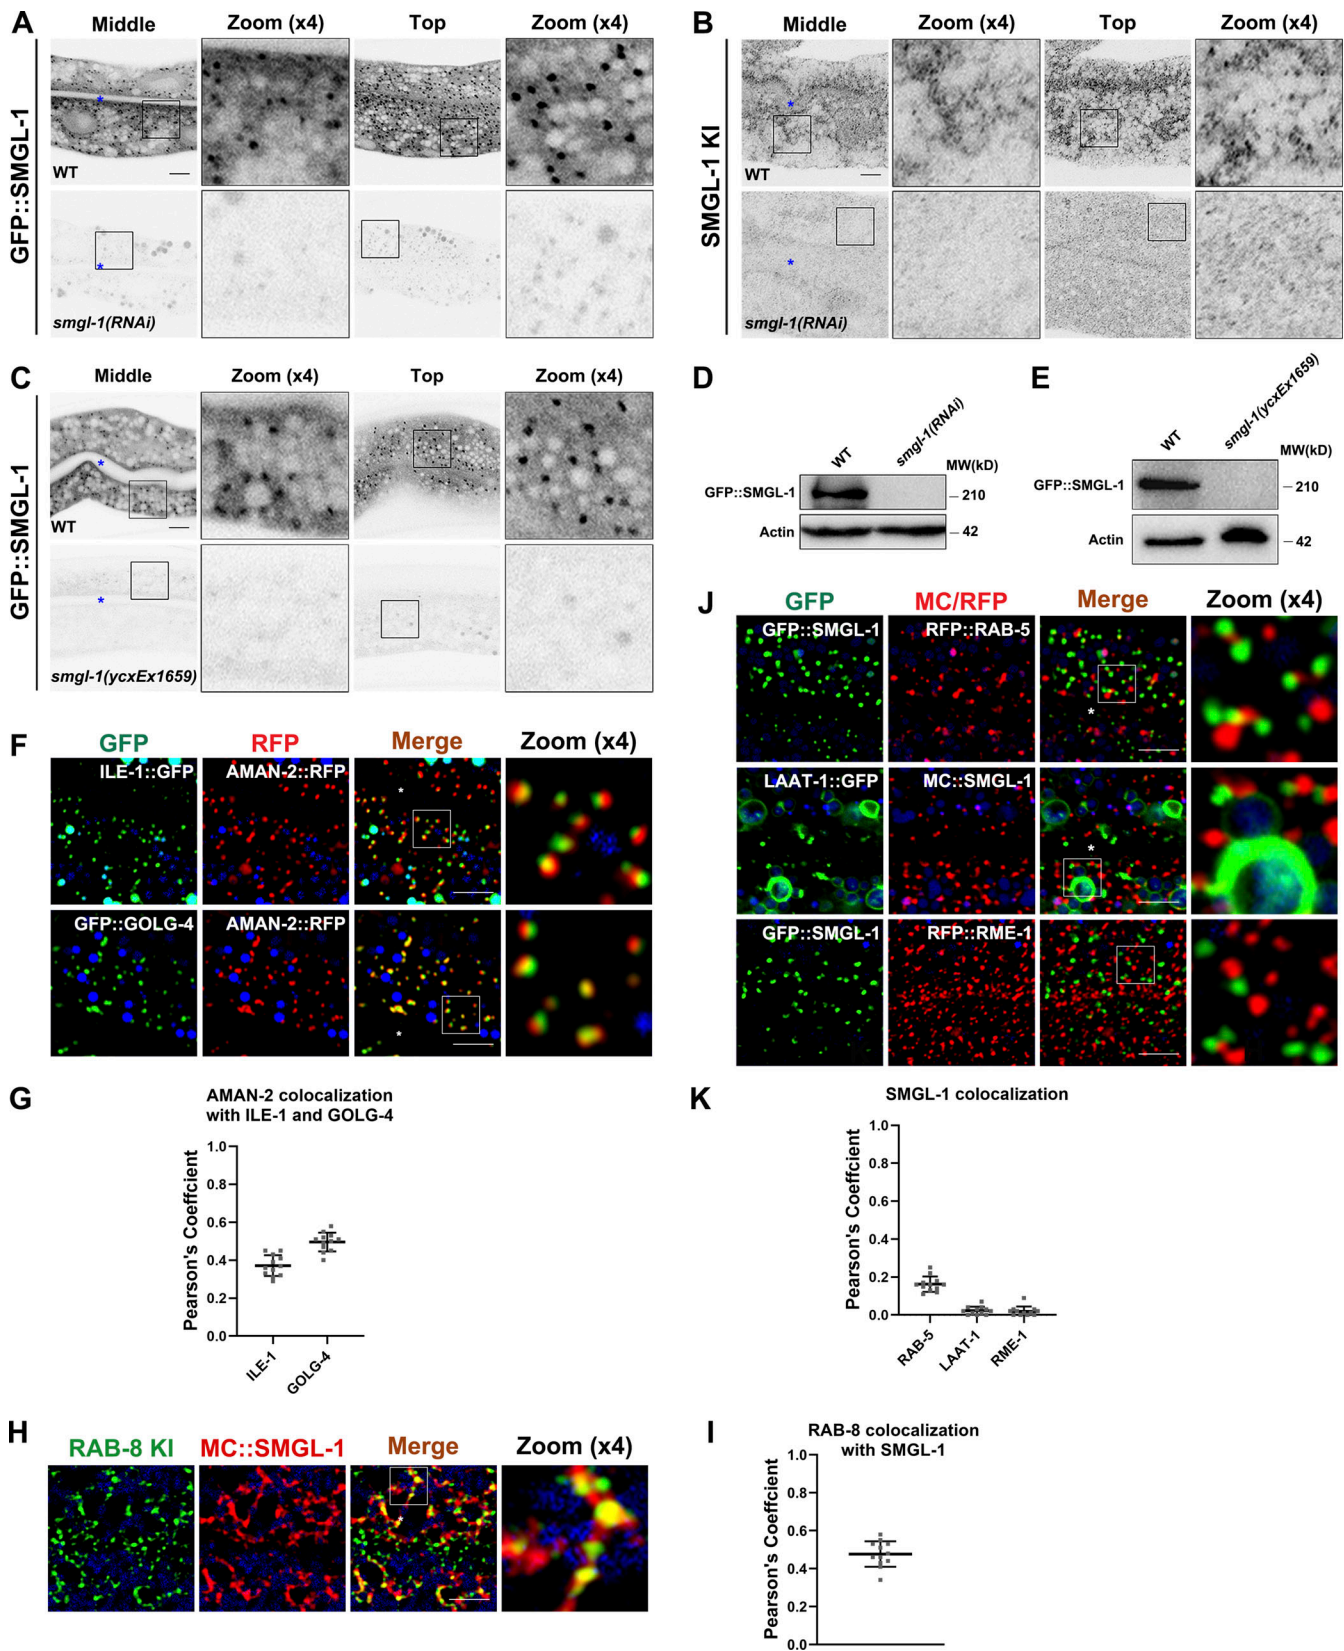 A
Middle
Zoom (x4)
Top
Zoom (x4)
GFP::SMGL-1
*
WT
*
smgl-1(RNAi)
B
Middle
Zoom (x4)
Top
Zoom (x4)
SMGL-1 KI
*
WT
*
smgl-1(RNAi)
C
Middle
Zoom (x4)
Top
Zoom (x4)
GFP::SMGL-1
*
WT
*
smgl-1(ycxEx1659)
D
WT
smgl-1(RNAi)
MW(kD)
GFP::SMGL-1
210
Actin
42
E
WT
smgl-1(ycxEx1659)
MW(kD)
GFP::SMGL-1
210
Actin
42
F
GFP
RFP
Merge
Zoom (x4)
ILE-1::GFP
AMAN-2::RFP
*
GFP::GOLG-4
AMAN-2::RFP
*
J
GFP
MC/RFP
Merge
Zoom (x4)
GFP::SMGL-1
RFP::RAB-5
*
LAAT-1::GFP
MC::SMGL-1
*
GFP::SMGL-1
RFP::RME-1
G
AMAN-2 colocalization
with ILE-1 and GOLG-4
Pearson's Coeffcient
1.0
0.8
0.6
0.4
0.2
0.0
ILE-1
GOLG-4
K
SMGL-1 colocalization
Pearson's Coeffcient
1.0
0.8
0.6
0.4
0.2
0.0
RAB-5
LAAT-1
RME-1
H
RAB-8 KI
MC::SMGL-1
Merge
Zoom (x4)
*
I
RAB-8 colocalization
with SMGL-1
Pearson's Coeffcient
1.0
0.8
0.6
0.4
0.2
0.0